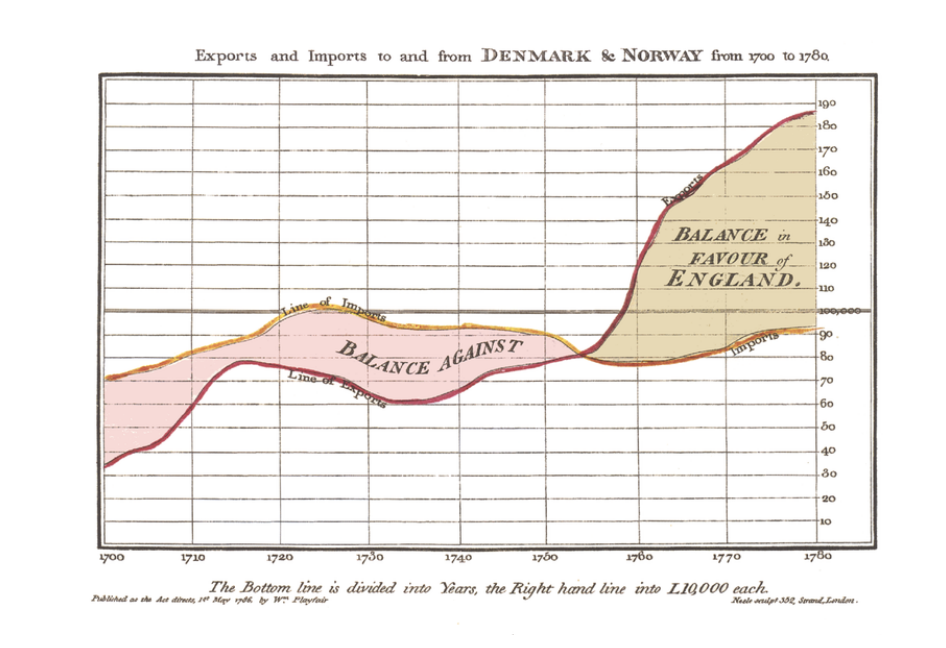 Exports and Imports to and from DENMARK & NORWAY from 1700 to 1780.
190
180
170
160
150
140
130
120
110
100,000
90
80
70
60
50
40
30
20
10
Exports
BALANCE in
FAVOUR of
ENGLAND.
Line of Imports
BALANCE AGAINST
Imports
Line of Exports
1700 1710 1720 1730 1740 1750 1760 1770 1780
The Bottom line is divided into Years, the Right hand line into L10,000 each.
Published as the Act directs, 1st May 1786. by Wm. Playfair
Neele sculpt. 352, Strand, London.